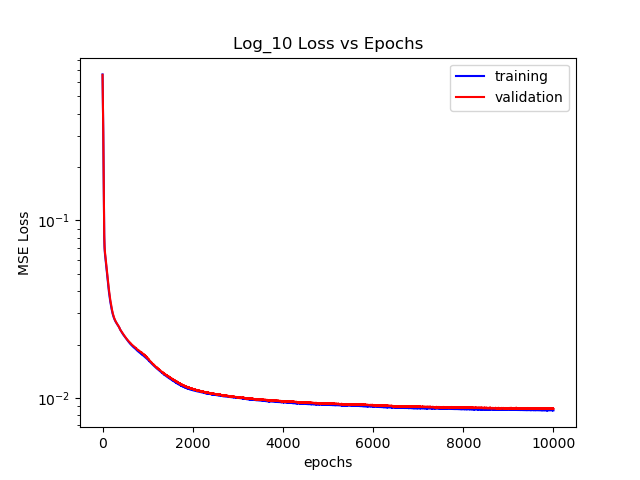 Log_10 Loss vs Epochs
training
validation
MSE Loss
10⁻¹
10⁻²
0 2000 4000 6000 8000 10000
epochs